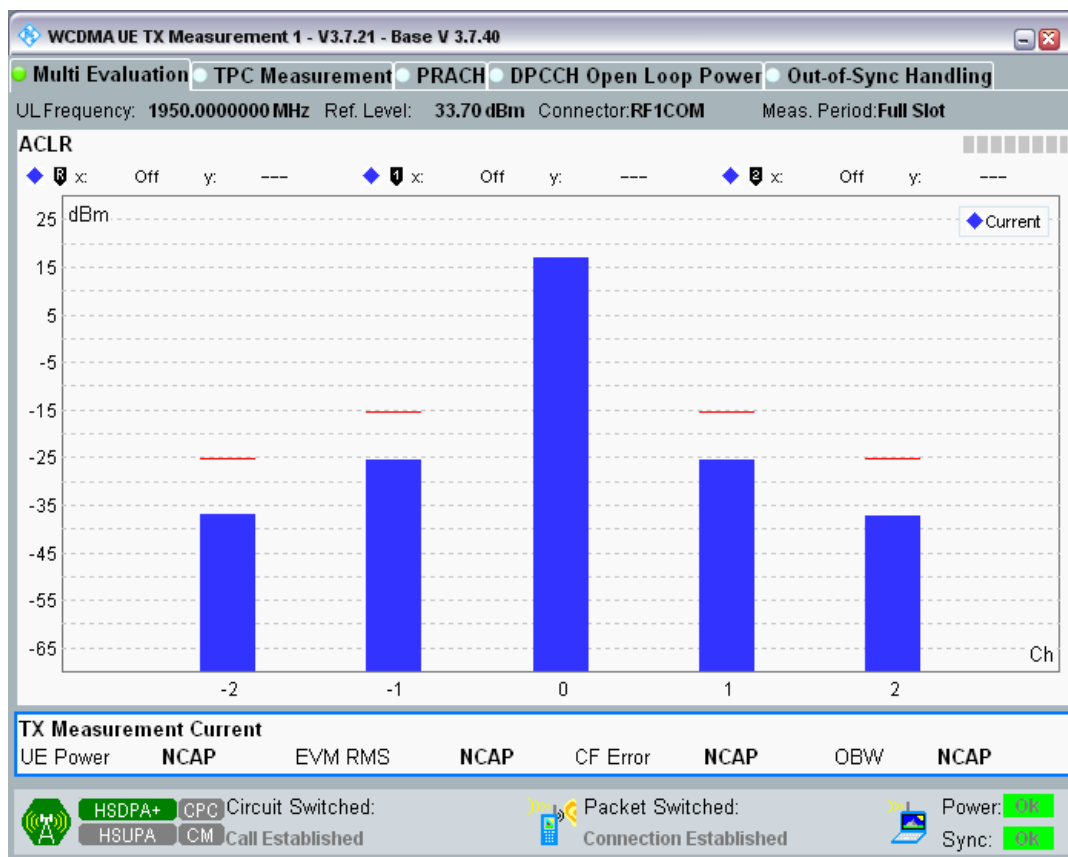 WCDMA UE TX Measurement 1 - V3.7.21 - Base V 3.7.40
Multi Evaluation TPC Measurement PRACH DPCCH Open Loop Power Out-of-Sync Handling
UL Frequency: 1950.0000000 MHz Ref. Level: 33.70 dBm Connector:RF1COM Meas. Period:Full Slot
ACLR
R x: Off y: --- 1 x: Off y: --- 2 x: Off y: ---
dBm
Current
25
15
5
-5
-15
-25
-35
-45
-55
-65
Ch
-2 -1 0 1 2
TX Measurement Current
UE Power NCAP EVM RMS NCAP CF Error NCAP OBW NCAP
HSDPA+ CPC Circuit Switched: Packet Switched: Power: OK
HSUPA CM Call Established Connection Established Sync: OK